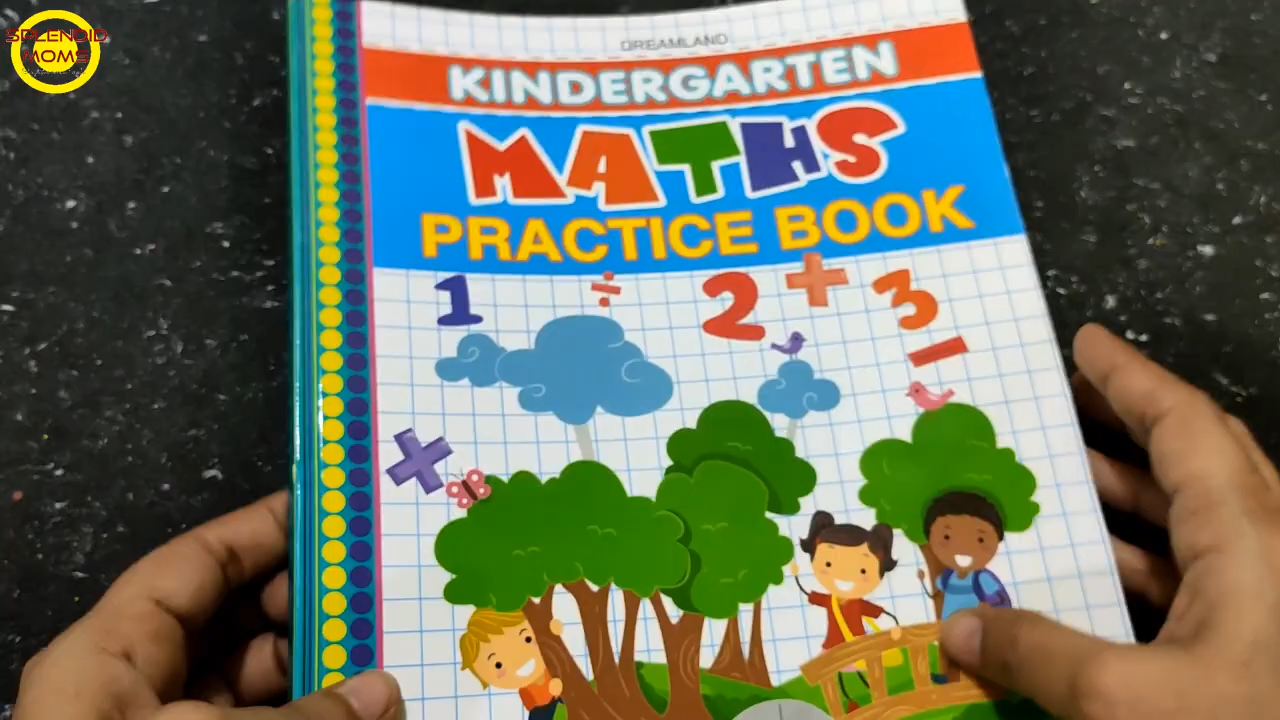 SPLENDID
MOMS
DREAMLAND
KINDERGARTEN
MATHS
PRACTICE BOOK
1 ÷ 2 + 3
−
×